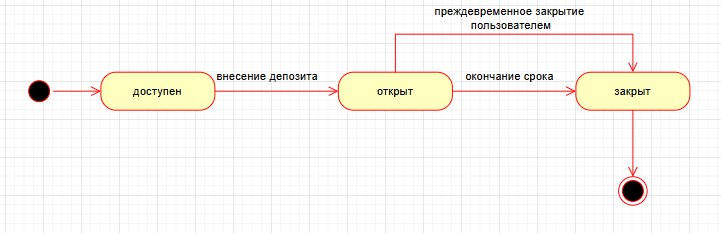 преждевременное закрытие
пользователем
доступен
внесение депозита
открыт
окончание срока
закрыт